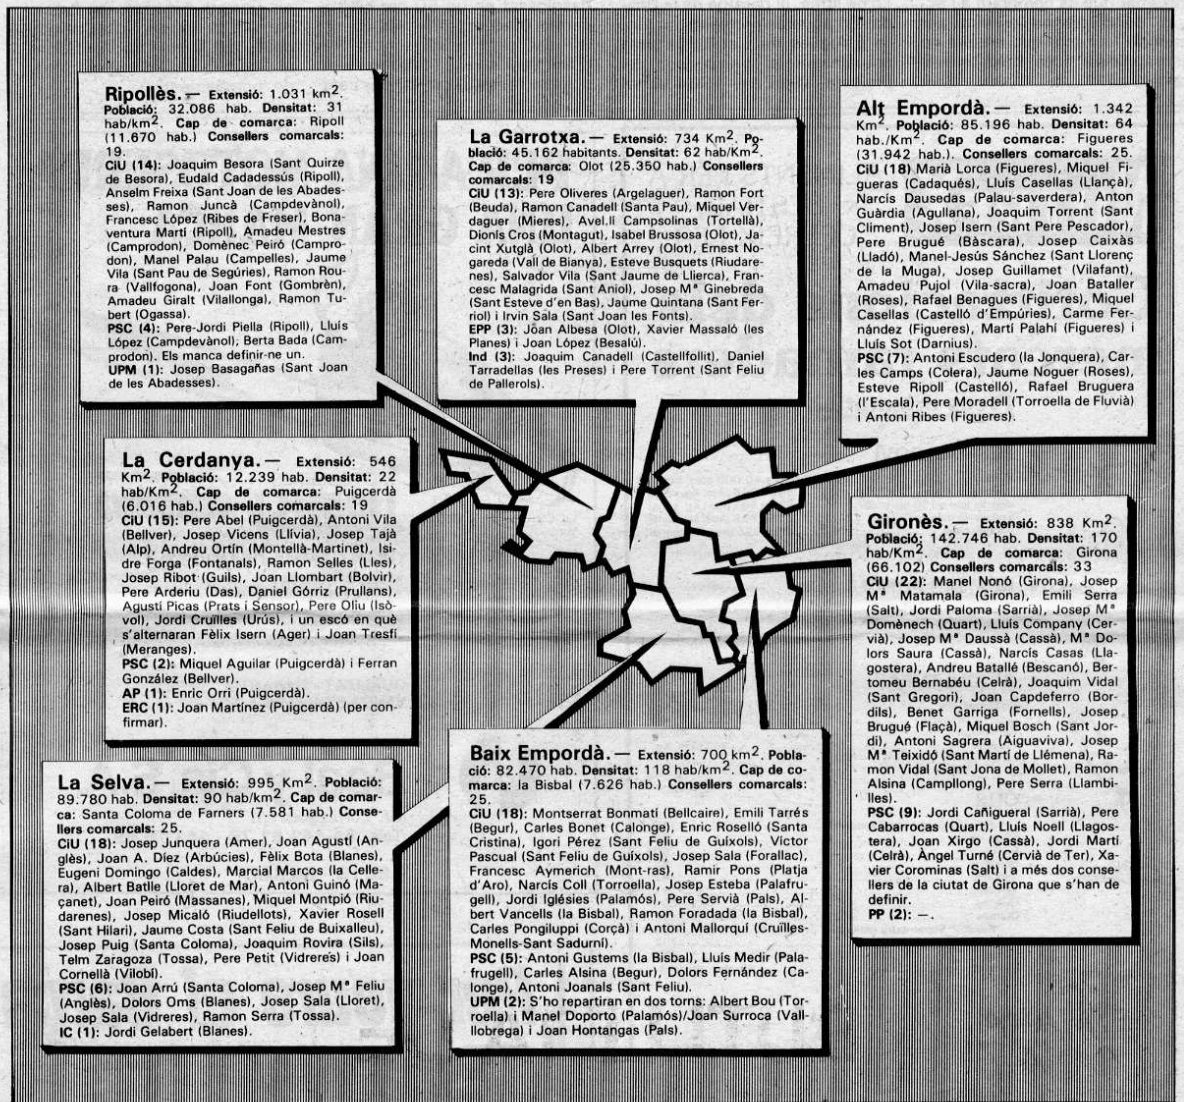 Ripollès.— Extensió: 1.031 km2.
Població: 32.086 hab. Densitat: 31
hab/km2. Cap de comarca: Ripoll
(11.670 hab.) Consellers comarcals:
19.
CiU (14): Joaquim Besora (Sant Quirze
de Besora), Eudald Cadadessús (Ripoll),
Anselm Freixa (Sant Joan de les Abades-
ses), Ramon Juncà (Campdevànol),
Francesc López (Ribes de Freser), Bona-
ventura Martí (Ripoll), Amadeu Mestres
(Camprodon), Domènec Peiró (Campro-
don), Manel Palau (Campelles), Jaume
Vila (Sant Pau de Segúries), Ramon Rou-
ra (Vallfogona), Joan Font (Gombrèn),
Amadeu Giralt (Vilallonga), Ramon Tu-
bert (Ogassa).
PSC (4): Pere-Jordi Piella (Ripoll), Lluís
López (Campdevànol); Berta Bada (Cam-
prodon). Els manca definir-ne un.
UPM (1): Josep Basagañas (Sant Joan
de les Abadesses).
La Garrotxa.— Extensió: 734 Km2. Po-
blació: 45.162 habitants. Densitat: 62 hab/Km2.
Cap de comarca: Olot (25.350 hab.) Consellers
comarcals: 19
CiU (13): Pere Oliveres (Argelaguer), Ramon Fort
(Beuda), Ramon Canadell (Santa Pau), Miquel Ver-
daguer (Mieres), Avel.lí Campsolinas (Tortellà),
Dionís Cros (Montagut), Isabel Brussosa (Olot), Ja-
cint Xutglà (Olot), Albert Arrey (Olot), Ernest No-
gareda (Vall de Bianya), Esteve Busquets (Riudare-
nes), Salvador Vila (Sant Jaume de Llierca), Fran-
cesc Malagrida (Sant Aniol), Josep Mª Ginebreda
(Sant Esteve d'en Bas), Jaume Quintana (Sant Fer-
riol) i Irvin Sala (Sant Joan les Fonts).
EPP (3): Joan Albesa (Olot), Xavier Massaló (les
Planes) i Joan López (Besalú).
Ind (3): Joaquim Canadell (Castellfollit), Daniel
Tarradellas (les Preses) i Pere Torrent (Sant Feliu
de Pallerols).
Alt Empordà.— Extensió: 1.342
Km2. Població: 85.196 hab. Densitat: 64
hab./Km2. Cap de comarca: Figueres
(31.942 hab.). Consellers comarcals: 25.
CiU (18) Marià Lorca (Figueres), Miquel Fi-
gueras (Cadaqués), Lluís Casellas (Llançà),
Narcís Dausedas (Palau-saverdera), Anton
Guàrdia (Agullana), Joaquim Torrent (Sant
Climent), Josep Isern (Sant Pere Pescador),
Pere Brugué (Bàscara), Josep Caixàs
(Lladó), Manel-Jesús Sánchez (Sant Llorenç
de la Muga), Josep Guillamet (Vilafant),
Amadeu Pujol (Vila-sacra), Joan Bataller
(Roses), Rafael Benagues (Figueres), Miquel
Casellas (Castelló d'Empúries), Carme Fer-
nández (Figueres), Martí Palahí (Figueres) i
Lluís Sot (Darnius).
PSC (7): Antoni Escudero (la Jonquera), Car-
les Camps (Colera), Jaume Noguer (Roses),
Esteve Ripoll (Castelló), Rafael Bruguera
(l'Escala), Pere Moradell (Torroella de Fluvià)
i Antoni Ribes (Figueres).
La Cerdanya.— Extensió: 546
Km2. Població: 12.239 hab. Densitat: 22
hab/Km2. Cap de comarca: Puigcerdà
(6.016 hab.) Consellers comarcals: 19
CiU (15): Pere Abel (Puigcerdà), Antoni Vila
(Bellver), Josep Vicens (Llívia), Josep Tajà
(Alp), Andreu Ortín (Montellà-Martinet), Isi-
dre Forga (Fontanals), Ramon Selles (Lles),
Josep Ribot (Guils), Joan Llombart (Bolvir),
Pere Arderiu (Das), Daniel Górriz (Prullans),
Agustí Picas (Prats i Sensor), Pere Oliu (Isò-
vol), Jordi Cruïlles (Urús), i un escó en què
s'alternaran Fèlix Isern (Ager) i Joan Tresfí
(Meranges).
PSC (2): Miquel Aguilar (Puigcerdà) i Ferran
González (Bellver).
AP (1): Enric Orri (Puigcerdà).
ERC (1): Joan Martínez (Puigcerdà) (per con-
firmar).
Gironès.— Extensió: 838 Km2.
Població: 142.746 hab. Densitat: 170
hab/Km2. Cap de comarca: Girona
(66.102) Consellers comarcals: 33
CiU (22): Manel Nonó (Girona), Josep
Mª Matamala (Girona), Emili Serra
(Salt), Jordi Paloma (Sarrià), Josep Mª
Domènech (Quart), Lluís Company (Cer-
vià), Josep Mª Daussà (Cassà), Mª Do-
lors Saura (Cassà), Narcís Casas (Lla-
gostera), Andreu Batallé (Bescanó), Ber-
tomeu Bernabéu (Celrà), Joaquim Vidal
(Sant Gregori), Joan Capdeferro (Bor-
dils), Benet Garriga (Fornells), Josep
Brugué (Flaçà), Miquel Bosch (Sant Jor-
di), Antoni Sagrera (Aiguaviva), Josep
Mª Teixidó (Sant Martí de Llémena), Ra-
mon Vidal (Sant Jona de Mollet), Ramon
Alsina (Campllong), Pere Serra (Llambi-
lles).
PSC (9): Jordi Cañigueral (Sarrià), Pere
Cabarrocas (Quart), Lluís Noell (Llagos-
tera), Joan Xirgo (Cassà), Jordi Martí
(Celrà), Àngel Turné (Cervià de Ter), Xa-
vier Corominas (Salt) i a més dos conse-
llers de la ciutat de Girona que s'han de
definir.
PP (2): —.
La Selva.— Extensió: 995 Km2. Població:
89.780 hab. Densitat: 90 hab/km2. Cap de comar-
ca: Santa Coloma de Farners (7.581 hab.) Conse-
llers comarcals: 25.
CiU (18): Josep Junquera (Amer), Joan Agustí (An-
glès), Joan A. Díez (Arbúcies), Fèlix Bota (Blanes),
Eugeni Domingo (Caldes), Marcial Marcos (la Celle-
ra), Albert Batlle (Lloret de Mar), Antoni Guinó (Ma-
çanet), Joan Peiró (Massanes), Miquel Montpió (Riu-
darenes), Josep Micaló (Riudellots), Xavier Rosell
(Sant Hilari), Jaume Costa (Sant Feliu de Buixalleu),
Josep Puig (Santa Coloma), Joaquim Rovira (Sils),
Telm Zaragoza (Tossa), Pere Petit (Vidreres) i Joan
Cornellà (Vilobí).
PSC (6): Joan Arrú (Santa Coloma), Josep Mª Feliu
(Anglès), Dolors Oms (Blanes), Josep Sala (Lloret),
Josep Sala (Vidreres), Ramon Serra (Tossa).
IC (1): Jordi Gelabert (Blanes).
Baix Empordà.— Extensió: 700 km2. Pobla-
ció: 82.470 hab. Densitat: 118 hab/km2. Cap de co-
marca: la Bisbal (7.626 hab.) Consellers comarcals:
25.
CiU (18): Montserrat Bonmatí (Bellcaire), Emili Tarrés
(Begur), Carles Bonet (Calonge), Enric Roselló (Santa
Cristina), Igori Pérez (Sant Feliu de Guíxols), Víctor
Pascual (Sant Feliu de Guíxols), Josep Sala (Forallac),
Francesc Aymerich (Mont-ras), Ramir Pons (Platja
d'Aro), Narcís Coll (Torroella), Josep Esteba (Palafru-
gell), Jordi Iglésies (Palamós), Pere Servià (Pals), Al-
bert Vancells (la Bisbal), Ramon Foradada (la Bisbal),
Carles Pongiluppi (Corçà) i Antoni Mallorquí (Cruïlles-
Monells-Sant Sadurní).
PSC (5): Antoni Gustems (la Bisbal), Lluís Medir (Pala-
frugell), Carles Alsina (Begur), Dolors Fernández (Ca-
longe), Antoni Joanals (Sant Feliu).
UPM (2): S'ho repartiran en dos torns: Albert Bou (Tor-
roella) i Manel Doporto (Palamós)/Joan Surroca (Vall-
llobrega) i Joan Hontangas (Pals).